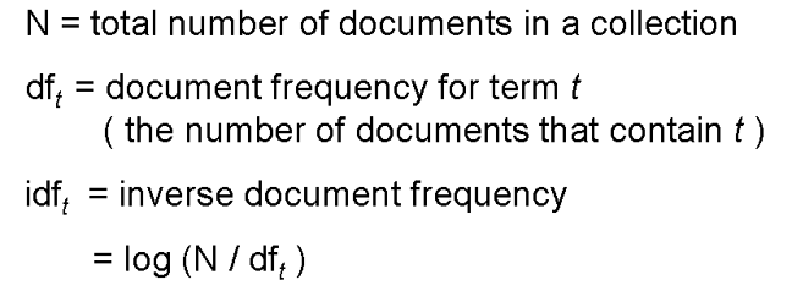 N = total number of documents in a collection
df_t = document frequency for term t
( the number of documents that contain t )
idf_t = inverse document frequency
= log (N / df_t )